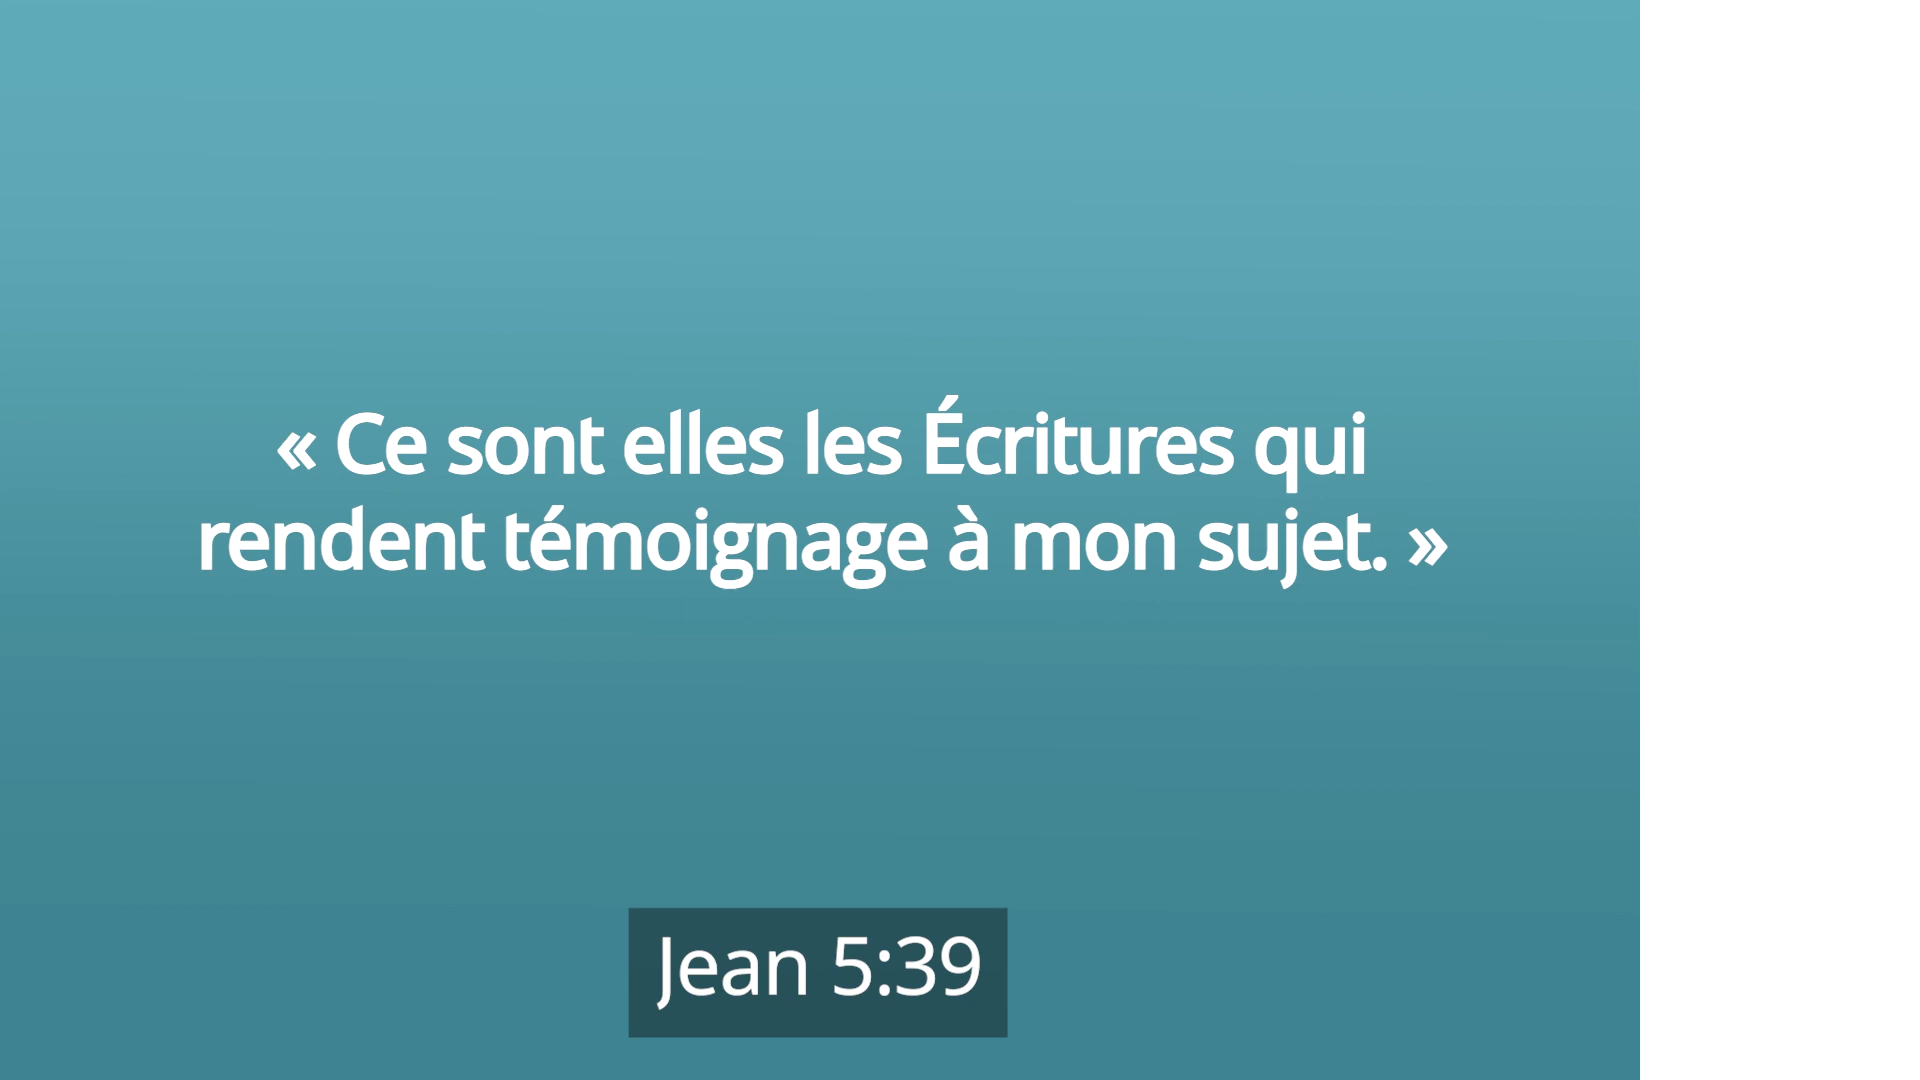 « Ce sont elles les Écritures qui
rendent témoignage à mon sujet. »
Jean 5:39